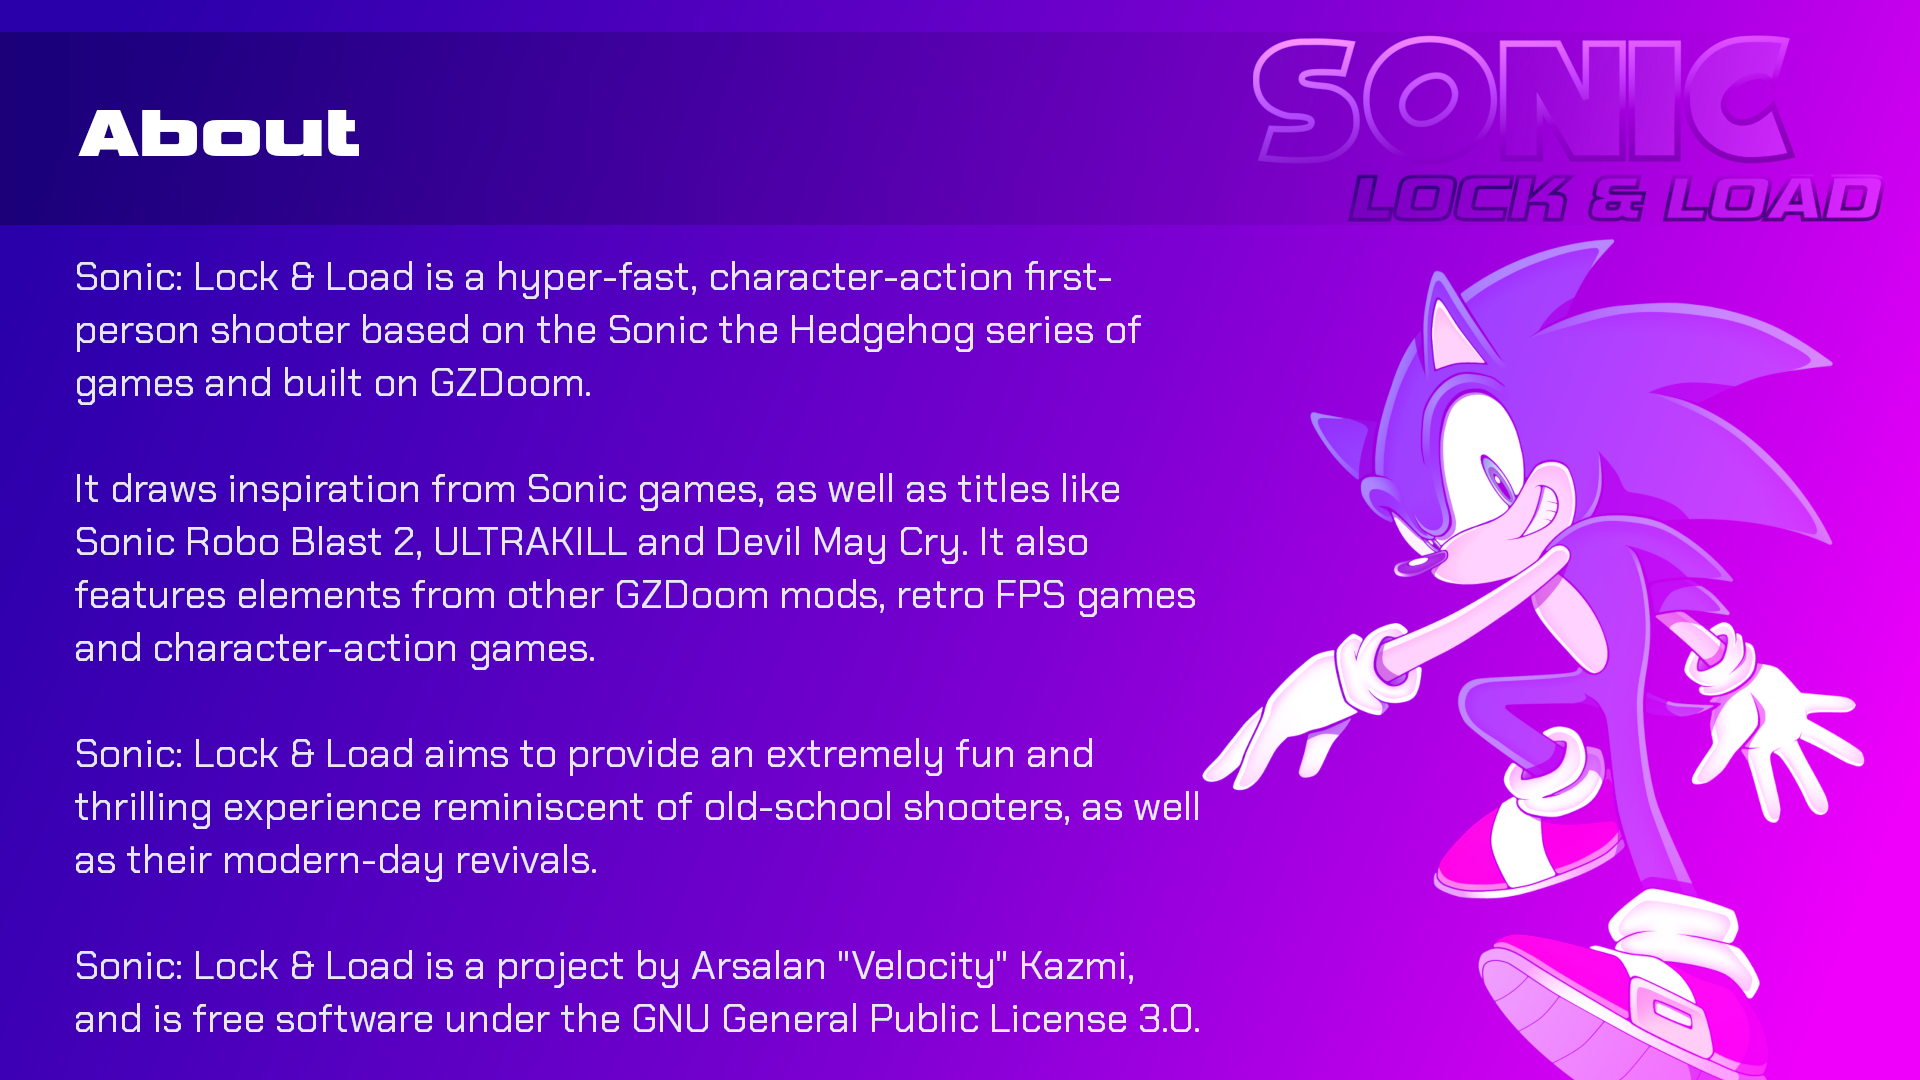 SONIC
LOCK & LOAD
About
Sonic: Lock & Load is a hyper-fast, character-action first-
person shooter based on the Sonic the Hedgehog series of
games and built on GZDoom.
It draws inspiration from Sonic games, as well as titles like
Sonic Robo Blast 2, ULTRAKILL and Devil May Cry. It also
features elements from other GZDoom mods, retro FPS games
and character-action games.
Sonic: Lock & Load aims to provide an extremely fun and
thrilling experience reminiscent of old-school shooters, as well
as their modern-day revivals.
Sonic: Lock & Load is a project by Arsalan "Velocity" Kazmi,
and is free software under the GNU General Public License 3.0.